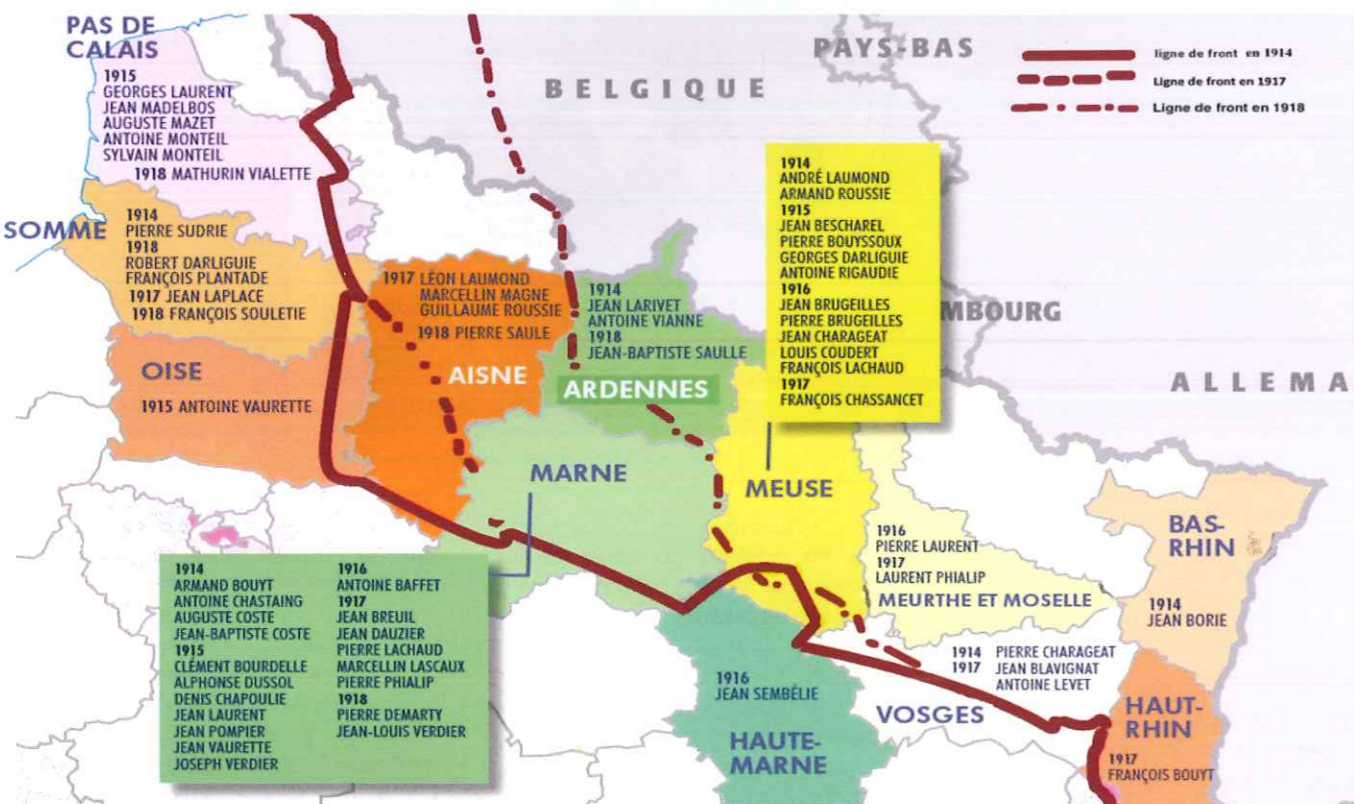 PAS DE
CALAIS
1915
GEORGES LAURENT
JEAN MADELBOS
AUGUSTE MAZET
ANTOINE MONTEIL
SYLVAIN MONTEIL
1918 MATHURIN VIALETTE
BELGIQUE
PAYS-BAS
ligne de front en 1914
Ligne de front en 1917
Ligne de front en 1918
SOMME
1914
PIERRE SUDRIE
1918
ROBERT DARLIGUIE
FRANÇOIS PLANTADE
1917 JEAN LAPLACE
1918 FRANÇOIS SOULETIE
OISE
1915 ANTOINE VAURETTE
1917 LÉON LAUMOND
MARCELLIN MAGNE
GUILLAUME ROUSSIE
1918 PIERRE SAULE
AISNE
1914
JEAN LARIVET
ANTOINE VIANNE
1918
JEAN-BAPTISTE SAULLE
ARDENNES
1914
ANDRÉ LAUMOND
ARMAND ROUSSIE
1915
JEAN BESCHAREL
PIERRE BOUYSSOUX
GEORGES DARLIGUIE
ANTOINE RIGAUDIE
1916
JEAN BRUGEILLES
PIERRE BRUGEILLES
JEAN CHARAGEAT
LOUIS COUDERT
FRANÇOIS LACHAUD
1917
FRANÇOIS CHASSANCET
MBOURG
ALLEMA
MARNE
MEUSE
1914
ARMAND BOUYT
ANTOINE CHASTAING
AUGUSTE COSTE
JEAN-BAPTISTE COSTE
1915
CLÉMENT BOURDELLE
ALPHONSE DUSSOL
DENIS CHAPOULIE
JEAN LAURENT
JEAN POMPIER
JEAN VAURETTE
JOSEPH VERDIER
1916
ANTOINE BAFFET
1917
JEAN BREUIL
JEAN DAUZIER
PIERRE LACHAUD
MARCELLIN LASCAUX
PIERRE PHIALIP
1918
PIERRE DEMARTY
JEAN-LOUIS VERDIER
1916
PIERRE LAURENT
1917
LAURENT PHIALIP
MEURTHE ET MOSELLE
BAS-
RHIN
1914
JEAN BORIE
1916
JEAN SEMBÉLIE
HAUTE-
MARNE
1914 PIERRE CHARAGEAT
1917 JEAN BLAVIGNAT
ANTOINE LEVET
VOSGES
HAUT-
RHIN
1917
FRANÇOIS BOUYT